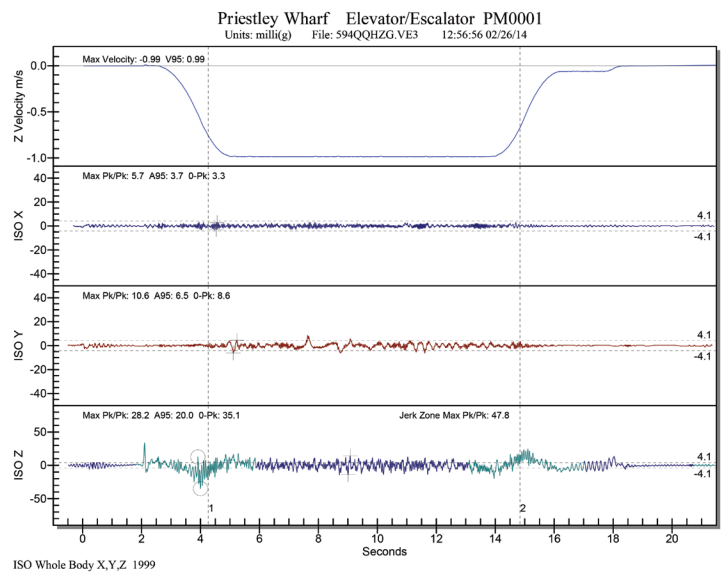 Priestley Wharf Elevator/Escalator PM0001
Units: milli(g) File: 594QQHZG.VE3 12:56:56 02/26/14
Z Velocity m/s
0.0
-0.5
-1.0
Max Velocity: -0.99 V95: 0.99
ISO X
40
20
0
-20
-40
Max Pk/Pk: 5.7 A95: 3.7 0-Pk: 3.3
4.1
-4.1
ISO Y
40
20
0
-20
-40
Max Pk/Pk: 10.6 A95: 6.5 0-Pk: 8.6
4.1
-4.1
ISO Z
50
0
-50
Max Pk/Pk: 28.2 A95: 20.0 0-Pk: 35.1 Jerk Zone Max Pk/Pk: 47.8
4.1
-4.1
1 2
0 2 4 6 8 10 12 14 16 18 20
Seconds
ISO Whole Body X,Y,Z 1999